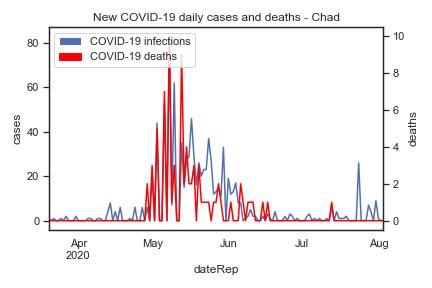 New COVID-19 daily cases and deaths - Chad
COVID-19 infections
COVID-19 deaths
80
60
40
20
0
10
8
6
4
2
0
cases
deaths
Apr
2020
May
Jun
Jul
Aug
dateRep